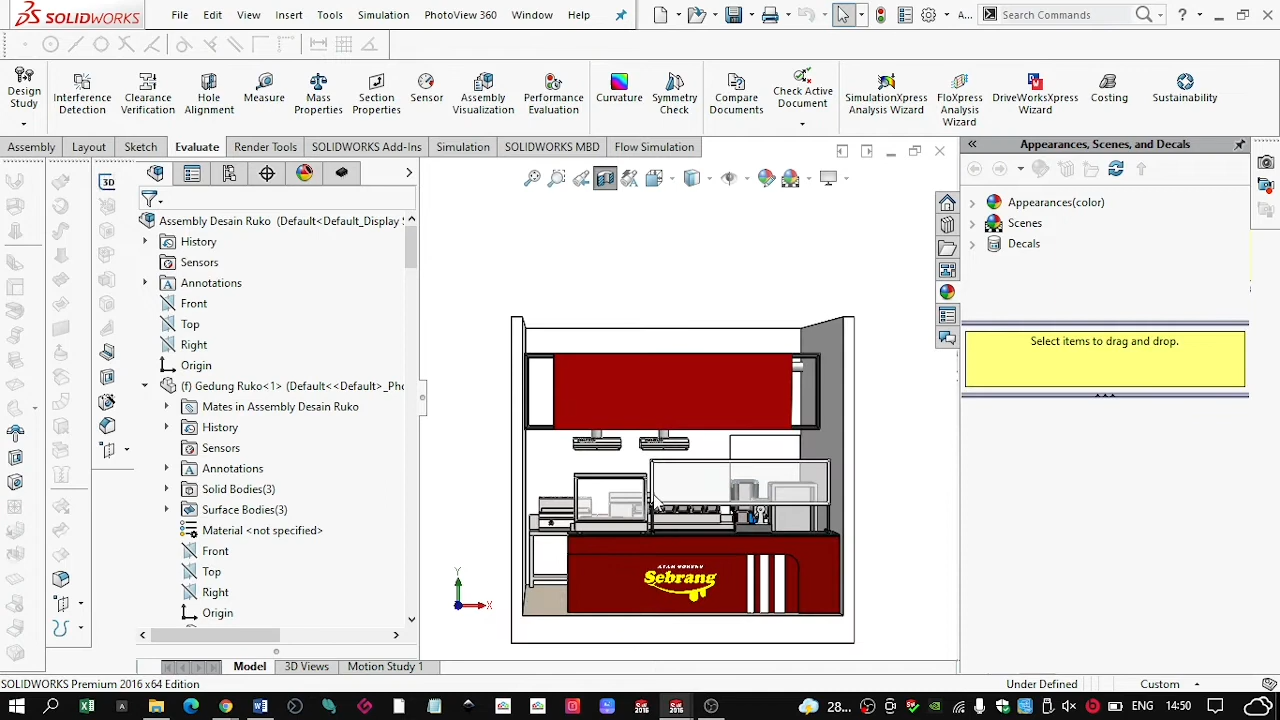 SOLIDWORKS File Edit View Insert Tools Simulation PhotoView 360 Window Help A... Search Commands
Design Study
Interference Detection
Clearance Verification
Hole Alignment
Measure
Mass Properties
Section Properties
Sensor
Assembly Visualization
Performance Evaluation
Curvature
Symmetry Check
Compare Documents
Check Active Document
SimulationXpress Analysis Wizard
FloXpress Analysis Wizard
DriveWorksXpress Wizard
Costing
Sustainability
Assembly Layout Sketch Evaluate Render Tools SOLIDWORKS Add-Ins Simulation SOLIDWORKS MBD Flow Simulation
Appearances, Scenes, and Decals
Appearances(color)
Scenes
Decals
Select items to drag and drop.
3D
Assembly Desain Ruko (Default<Default_Display
History
Sensors
Annotations
Front
Top
Right
Origin
(f) Gedung Ruko<1> (Default<<Default>_Pho
Mates in Assembly Desain Ruko
History
Sensors
Annotations
Solid Bodies(3)
Surface Bodies(3)
Material <not specified>
Front
Top
Right
Origin
Sebrang
Y
X
Model 3D Views Motion Study 1
SOLIDWORKS Premium 2016 x64 Edition Under Defined Custom
28... ENG 14:50